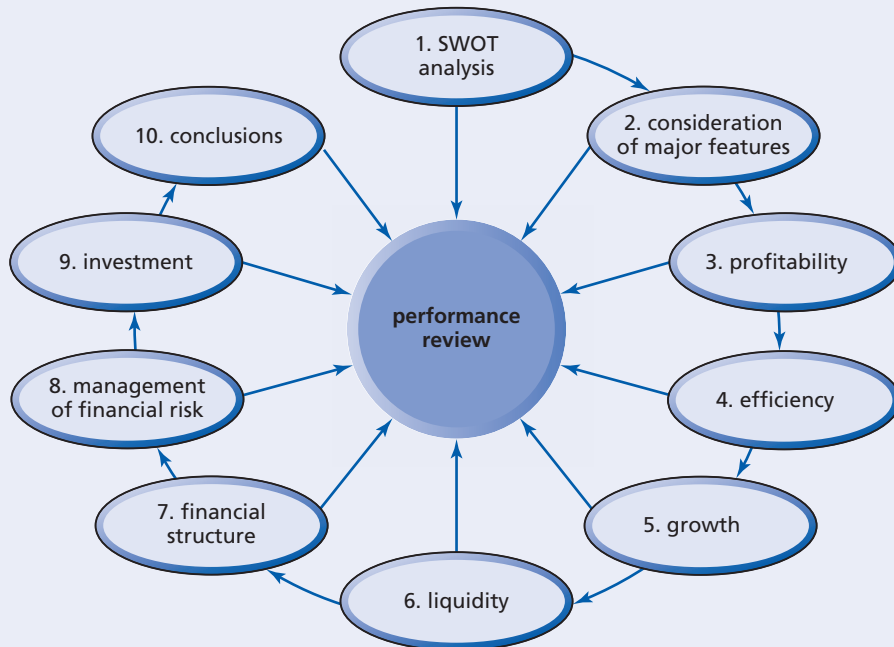 1. SWOT
analysis
2. consideration
of major features
3. profitability
4. efficiency
5. growth
6. liquidity
7. financial
structure
8. management
of financial risk
9. investment
10. conclusions
performance
review